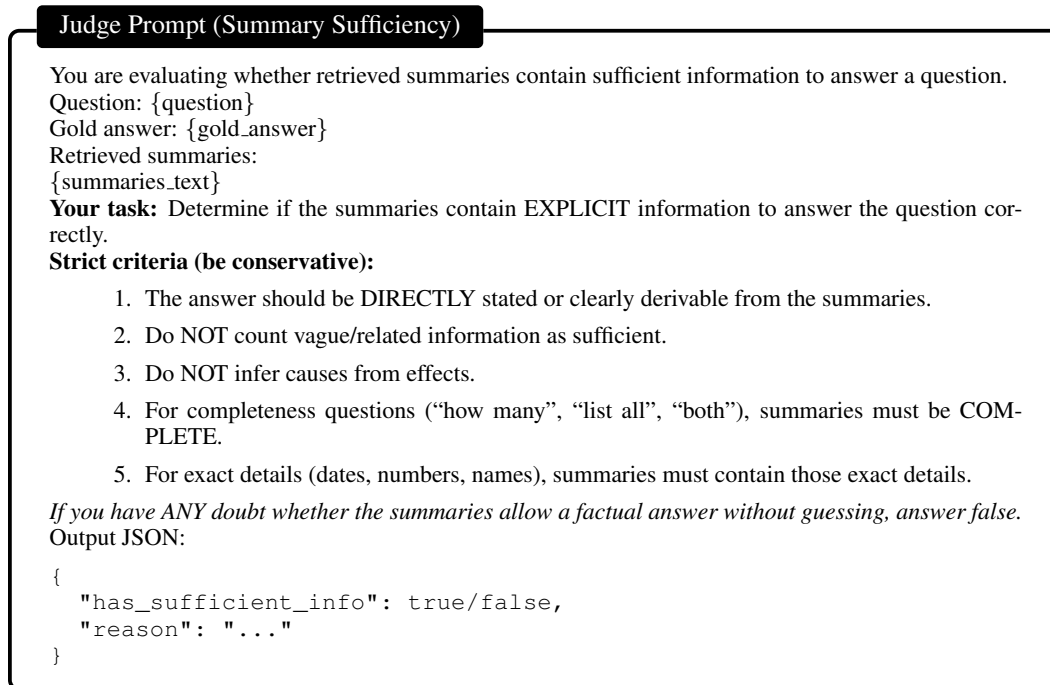 Judge Prompt (Summary Sufficiency)
You are evaluating whether retrieved summaries contain sufficient information to answer a question.
Question: {question}
Gold answer: {gold_answer}
Retrieved summaries:
{summaries_text}
Your task: Determine if the summaries contain EXPLICIT information to answer the question cor-
rectly.
Strict criteria (be conservative):
1. The answer should be DIRECTLY stated or clearly derivable from the summaries.
2. Do NOT count vague/related information as sufficient.
3. Do NOT infer causes from effects.
4. For completeness questions (“how many”, “list all”, “both”), summaries must be COM-
PLETE.
5. For exact details (dates, numbers, names), summaries must contain those exact details.
If you have ANY doubt whether the summaries allow a factual answer without guessing, answer false.
Output JSON:
{
"has_sufficient_info": true/false,
"reason": "..."
}